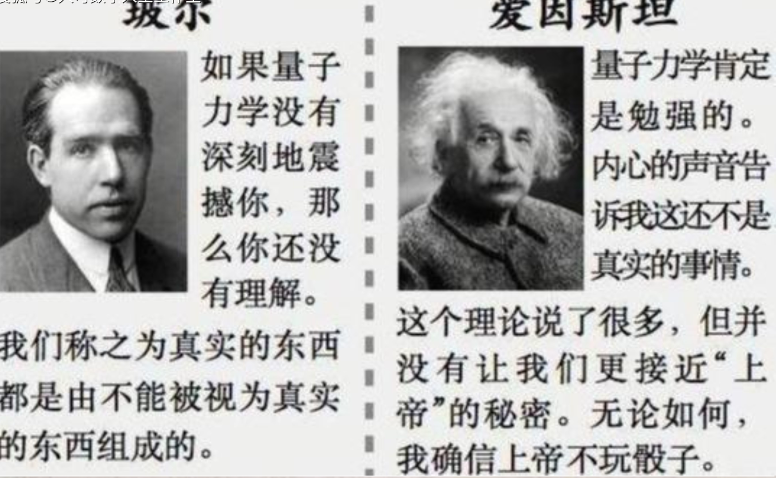 玻尔
如果量子
力学没有
深刻地震
撼你，那
么你还没
有理解。
我们称之为真实的东西
都是由不能被视为真实
的东西组成的。
爱因斯坦
量子力学肯定
是勉强的。
内心的声音告
诉我这还不是
真实的事情。
这个理论说了很多，但并
没有让我们更接近“上
帝”的秘密。无论如何，
我确信上帝不玩骰子。